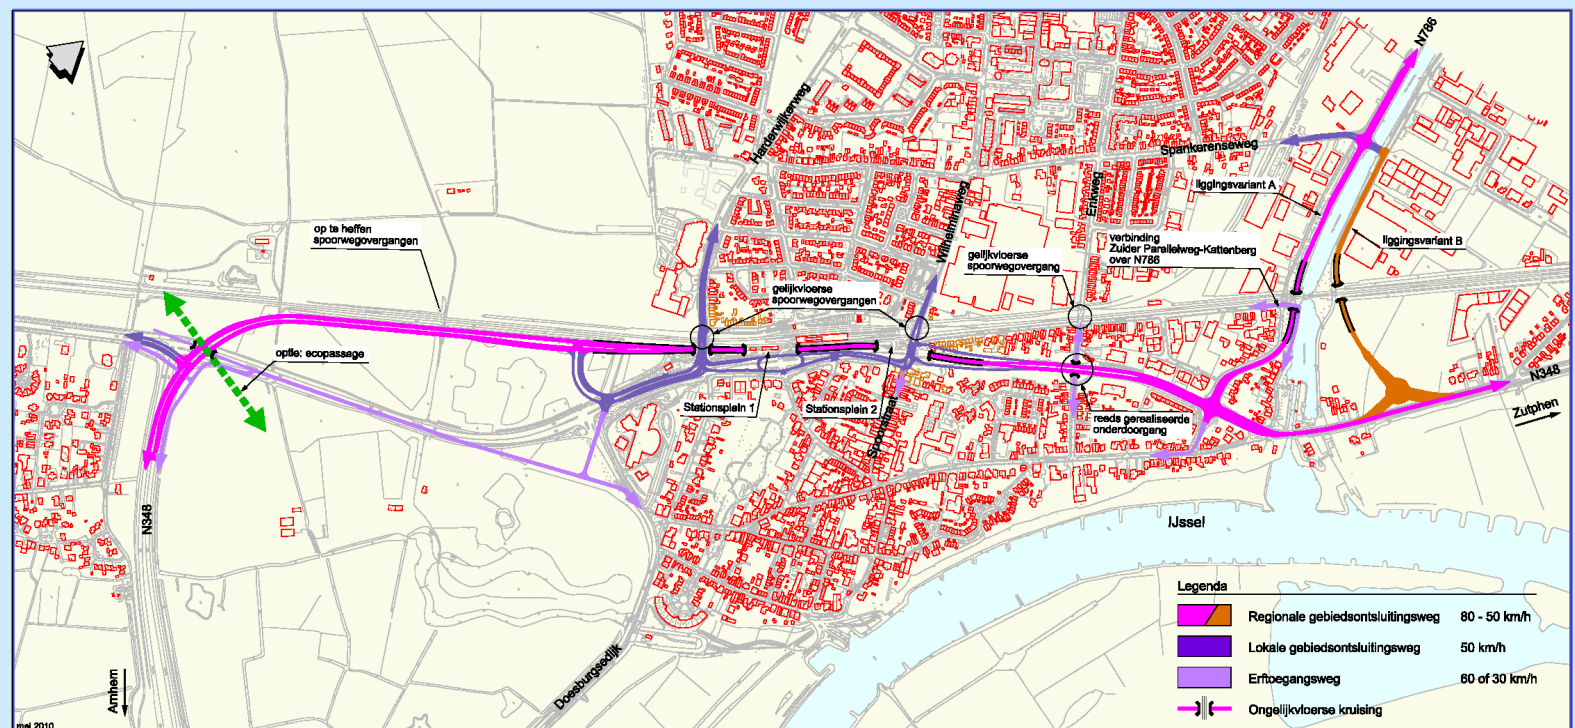 N786
Harderwijkerweg
Spankerenseweg
liggingsvariant A
Enkweg
Wilhelminaweg
op te heffen
spoorwegovergangen
gelijkvloerse
spoorwegovergang
verbinding
Zuider Parallelweg-Kattenberg
over N786
liggingsvariant B
gelijkvloerse
spoorwegovergangen
optie: ecopassage
N348
Zutphen
Stationsplein 1
Stationsplein 2
Spoorstraat
reeds gerealiseerde
onderdoorgang
N348
IJssel
Doesburgsedijk
Arnhem
mei 2010
Legenda
Regionale gebiedsontsluitingsweg 80 - 50 km/h
Lokale gebiedsontsluitingsweg 50 km/h
Erftoegangsweg 60 of 30 km/h
Ongelijkvloerse kruising